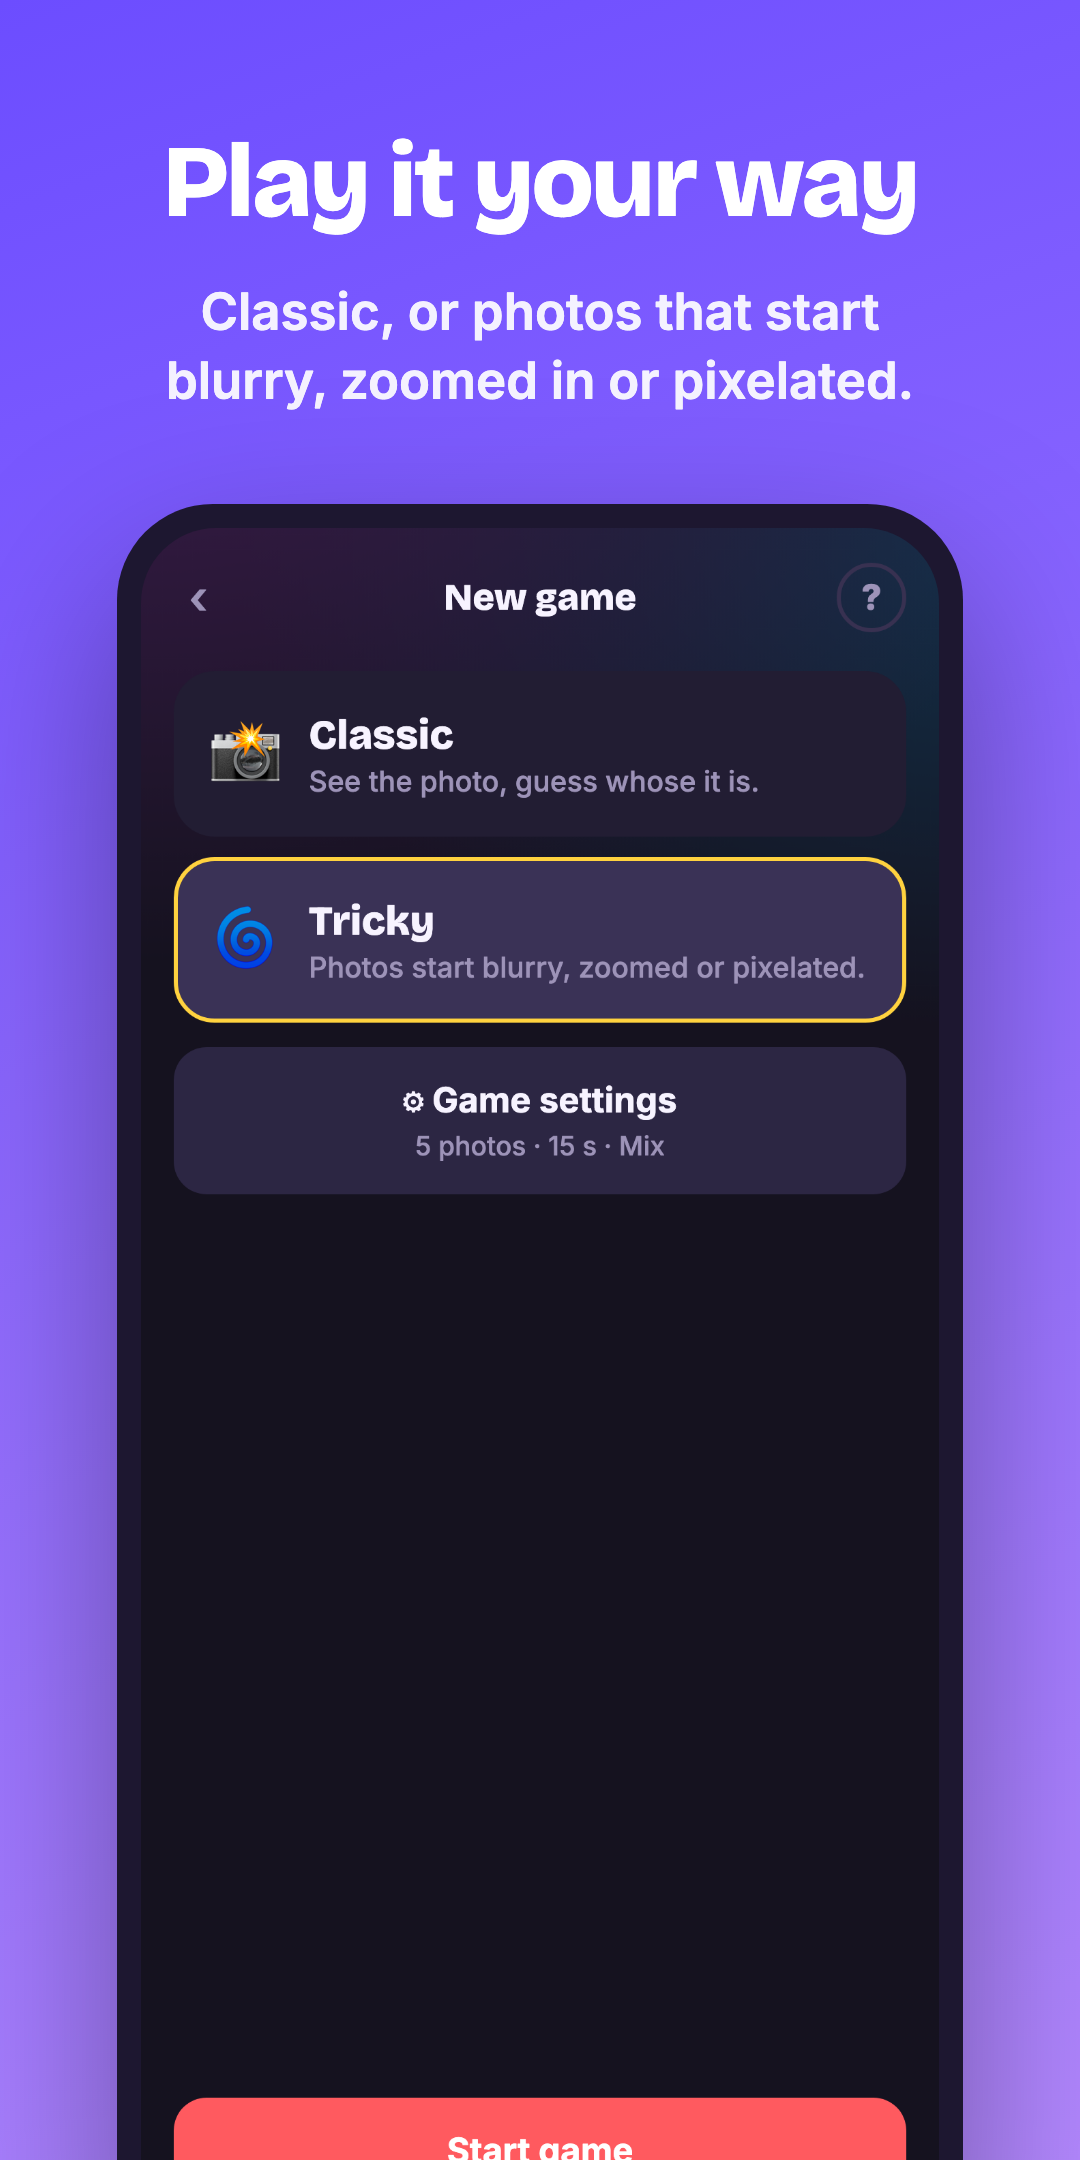 Play it your way
Classic, or photos that start
blurry, zoomed in or pixelated.
New game
?
Classic
See the photo, guess whose it is.
Tricky
Photos start blurry, zoomed or pixelated.
⚙ Game settings
5 photos · 15 s · Mix
Start game